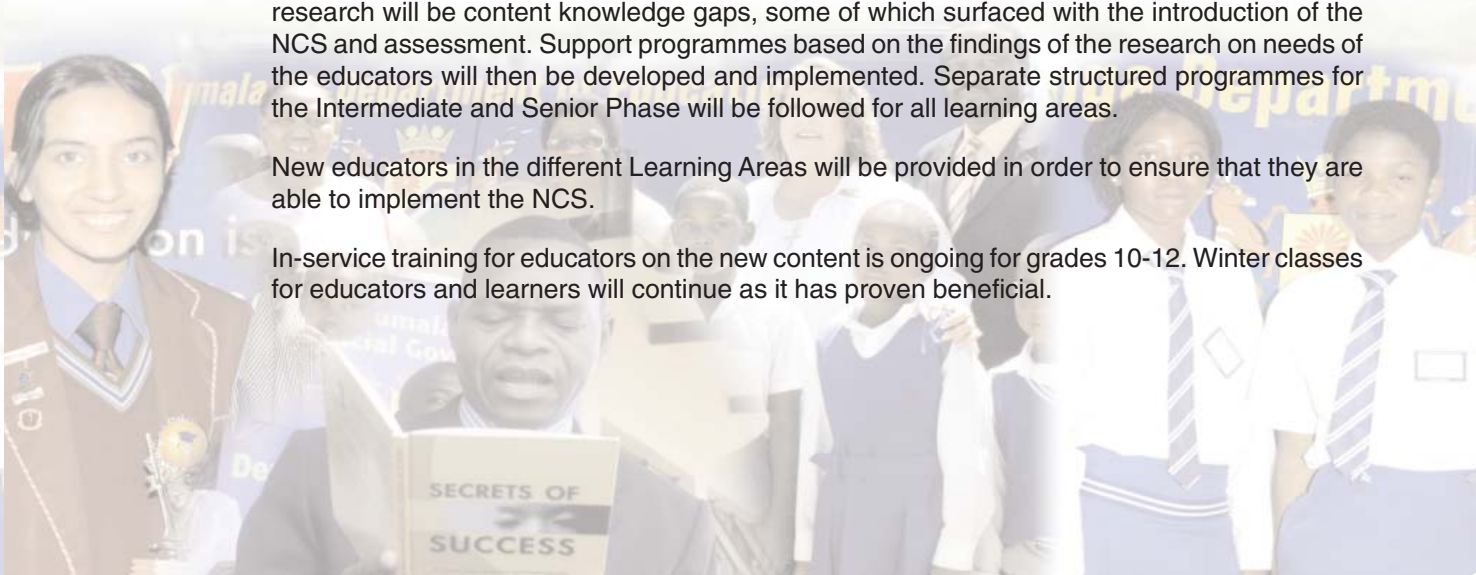 research will be content knowledge gaps, some of which surfaced with the introduction of the
NCS and assessment. Support programmes based on the findings of the research on needs of
the educators will then be developed and implemented. Separate structured programmes for
the Intermediate and Senior Phase will be followed for all learning areas.
New educators in the different Learning Areas will be provided in order to ensure that they are
able to implement the NCS.
In-service training for educators on the new content is ongoing for grades 10-12. Winter classes
for educators and learners will continue as it has proven beneficial.
on is
SECRETS OF
SUCCESS